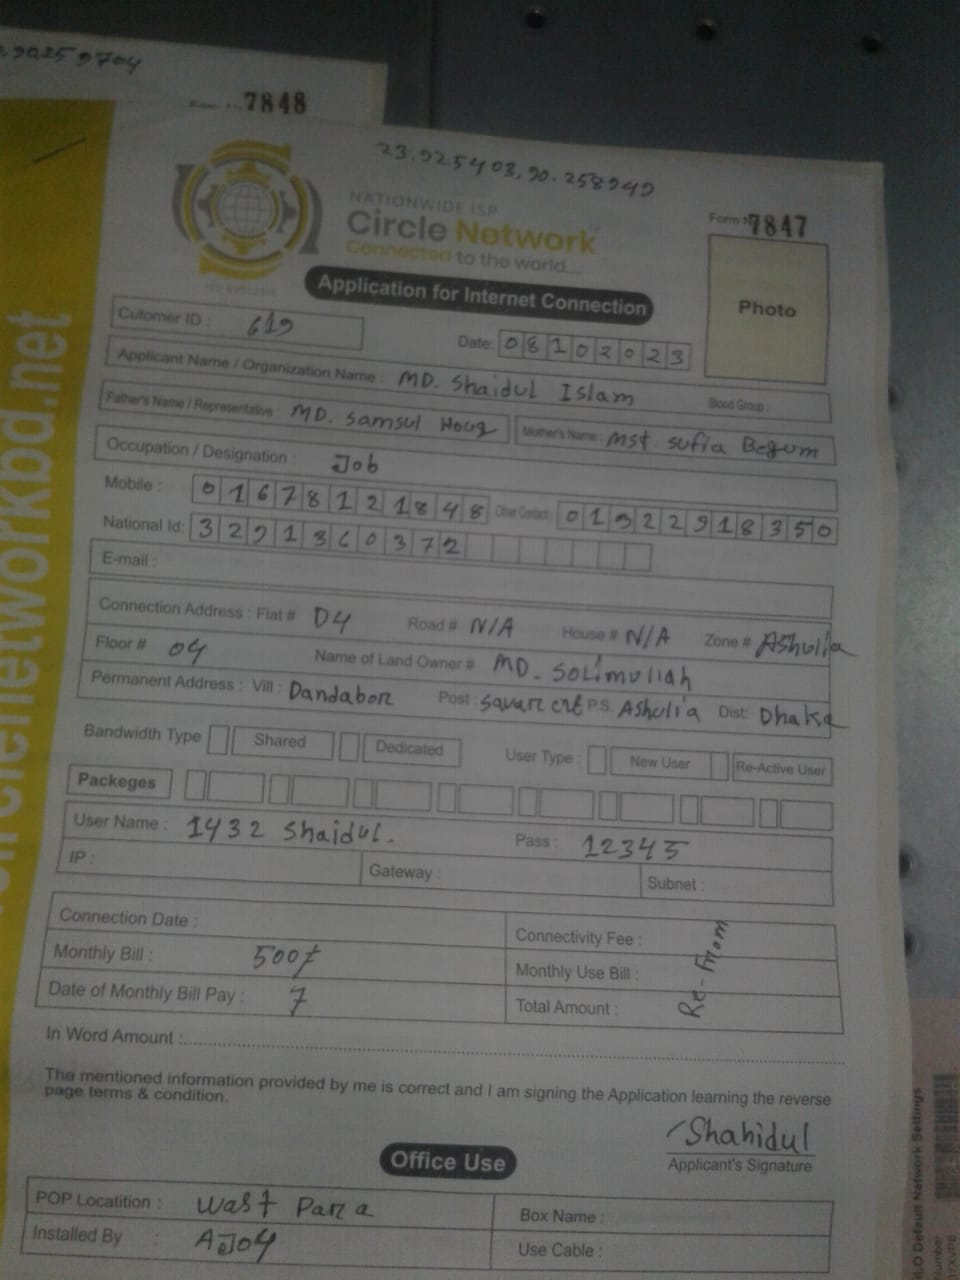 7848
23.925403, 90.258949
NATIONWIDE ISP
Circle Network
Connected to the world....
Form 7847
Photo
Application for Internet Connection
Cutomer ID : 619
Date: 08102023
Applicant Name / Organization Name : MD. Shaidul Islam
Blood Group :
Father's Name / Representative : MD. Samsul Houq
Mother's Name : Mst Sufia Begum
Occupation / Designation : Job
Mobile : 01678121848 Other Contact : 01922918350
National Id: 3291360372
E-mail :
Connection Address : Flat # D4 Road # N/A House # N/A Zone # AShulia
Floor # 04 Name of Land Owner # MD. Solimullah
Permanent Address : Vill : Dandabor Post : Savar cnt P.S. Ashulia Dist: Dhaka
Bandwidth Type Shared Dedicated User Type : New User Re-Active User
Packeges
User Name : 1432 Shaidul. Pass : 12345
IP : Gateway : Subnet :
Connection Date : Connectivity Fee :
Monthly Bill : 500/ Monthly Use Bill :
Date of Monthly Bill Pay : 7 Total Amount :
Re-From
In Word Amount :
The mentioned information provided by me is correct and I am signing the Application learning the reverse
page terms & condition.
Shahidul
Applicant's Signature
Office Use
POP Locatition : Wast Para Box Name :
Installed By : AJoy Use Cable :
circlenetworkbd.net
Default Network Settings